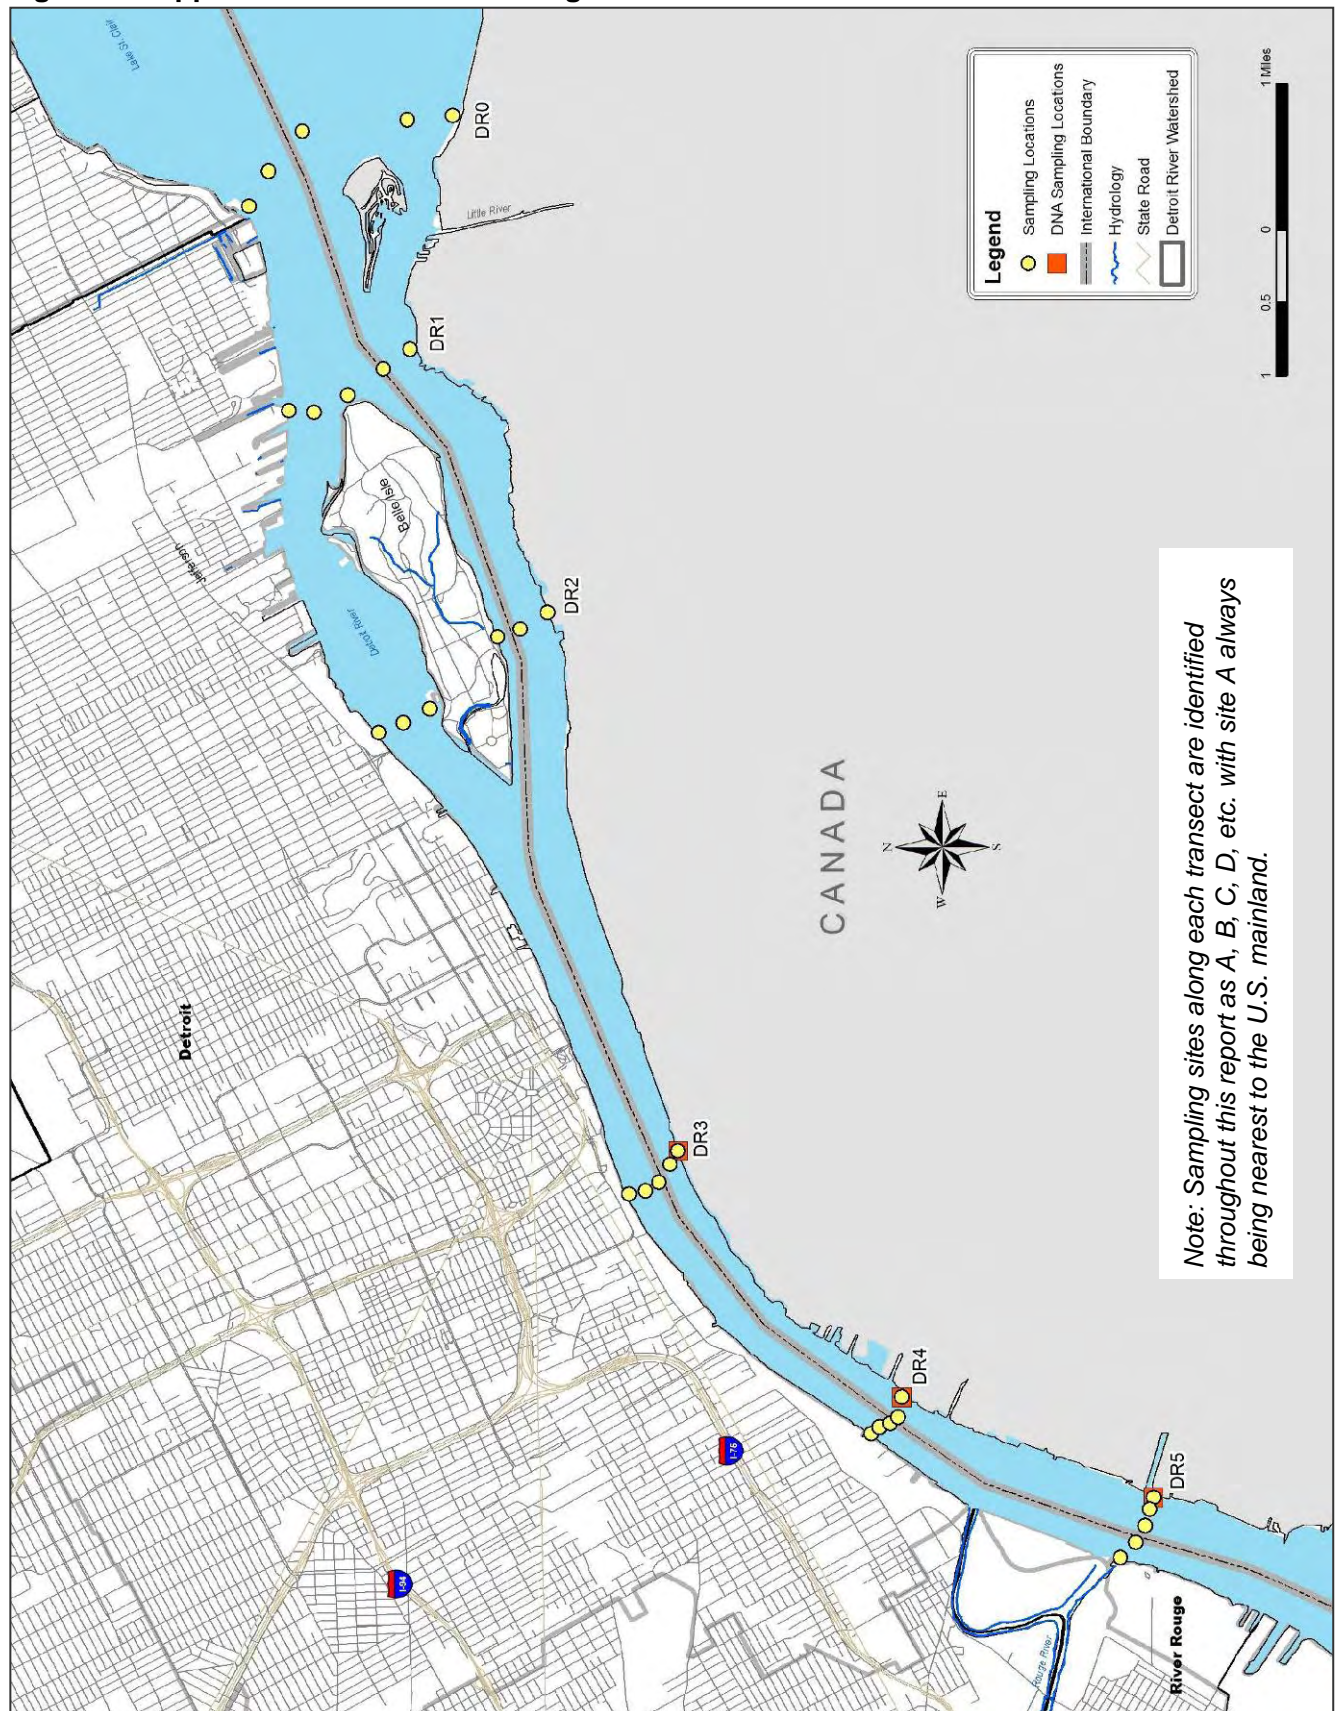 Lake St. Clair
DR0
Little River
DR1
Jefferson
Belle Isle
Detroit River
DR2
Detroit
DR3
DR4
DR5
I-75
I-94
Rouge River
River Rouge
CANADA
N
W
E
S
Legend
Sampling Locations
DNA Sampling Locations
International Boundary
Hydrology
State Road
Detroit River Watershed
1 0.5 0 1 Miles
Note: Sampling sites along each transect are identified
throughout this report as A, B, C, D, etc. with site A always
being nearest to the U.S. mainland.